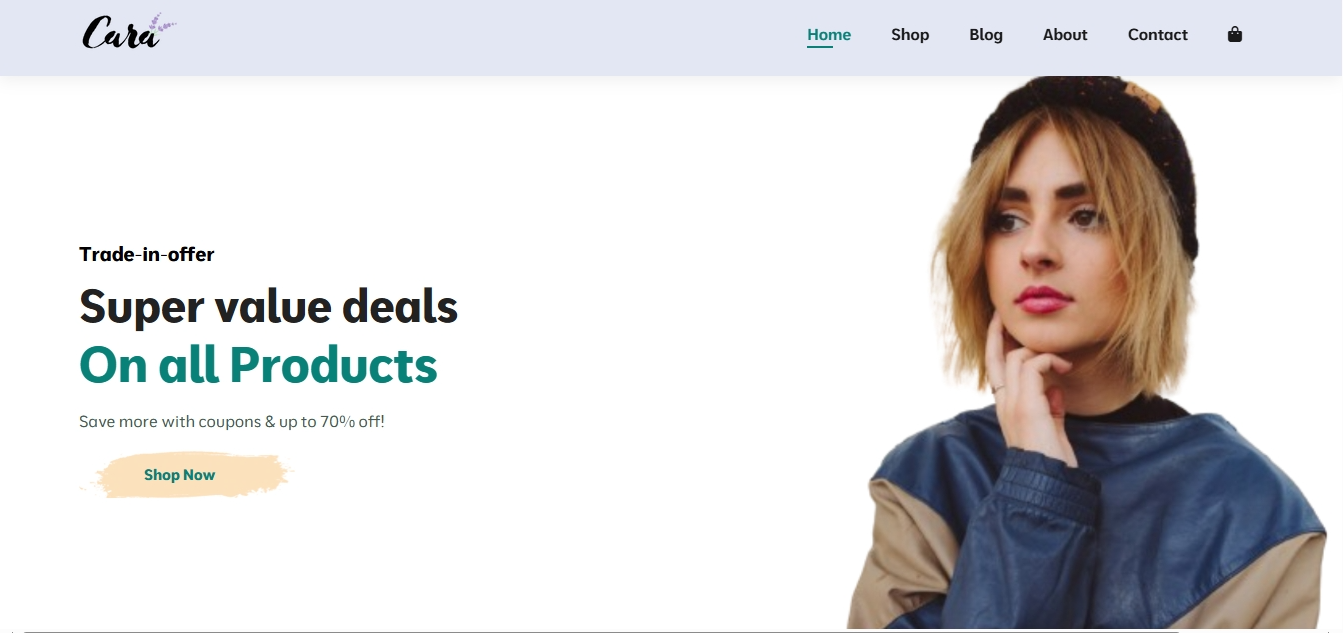 Cara
Home Shop Blog About Contact
Trade-in-offer
Super value deals
On all Products
Save more with coupons & up to 70% off!
Shop Now